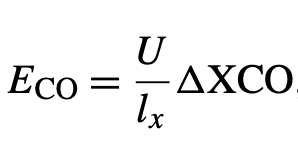 E_CO = U/l_x ΔXCO.